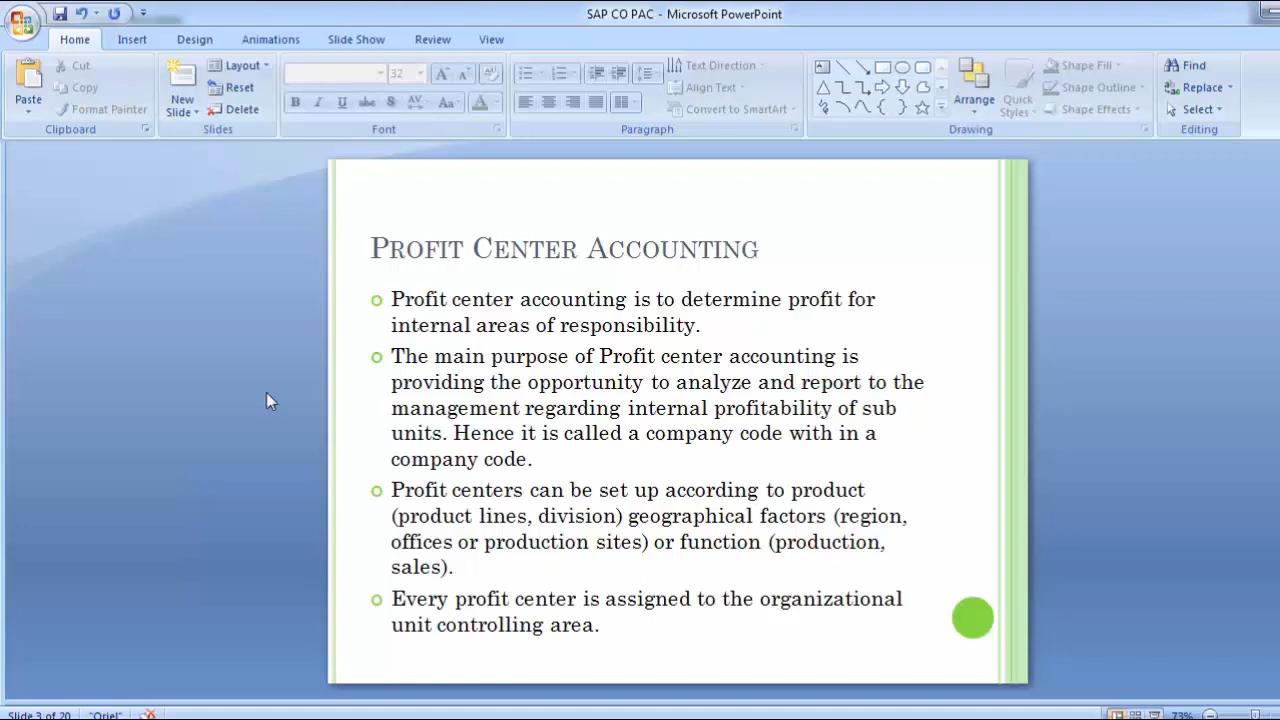 SAP CO PAC - Microsoft PowerPoint
Home Insert Design Animations Slide Show Review View
Paste
Cut
Copy
Format Painter
Clipboard
New Slide
Layout
Reset
Delete
Slides
32
Font
Text Direction
Align Text
Convert to SmartArt
Paragraph
Arrange
Quick Styles
Shape Fill
Shape Outline
Shape Effects
Drawing
Find
Replace
Select
Editing
PROFIT CENTER ACCOUNTING
Profit center accounting is to determine profit for
internal areas of responsibility.
The main purpose of Profit center accounting is
providing the opportunity to analyze and report to the
management regarding internal profitability of sub
units. Hence it is called a company code with in a
company code.
Profit centers can be set up according to product
(product lines, division) geographical factors (region,
offices or production sites) or function (production,
sales).
Every profit center is assigned to the organizational
unit controlling area.
Slide 3 of 20 "Oriel" 73%